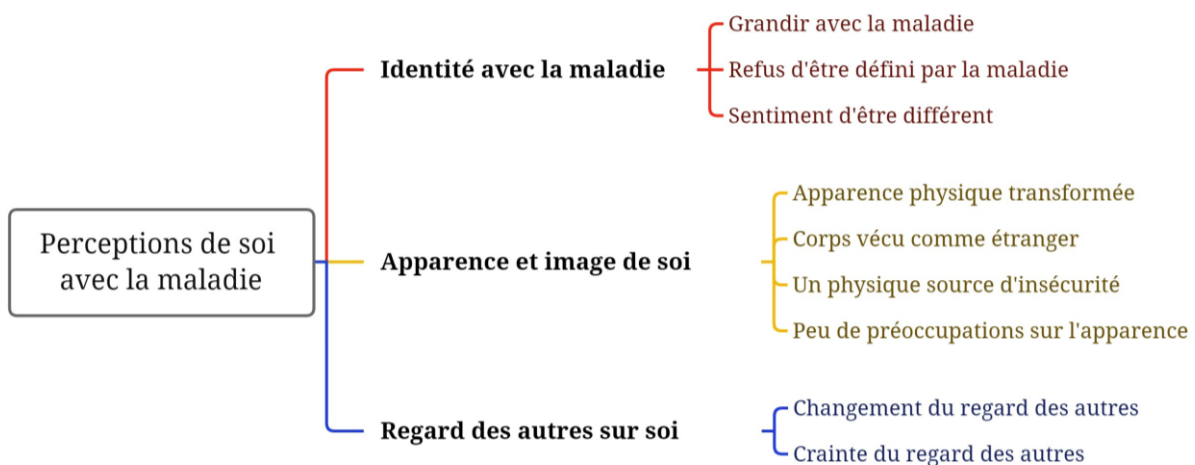 Perceptions de soi
avec la maladie
Identité avec la maladie
Grandir avec la maladie
Refus d'être défini par la maladie
Sentiment d'être différent
Apparence et image de soi
Apparence physique transformée
Corps vécu comme étranger
Un physique source d'insécurité
Peu de préoccupations sur l'apparence
Regard des autres sur soi
Changement du regard des autres
Crainte du regard des autres